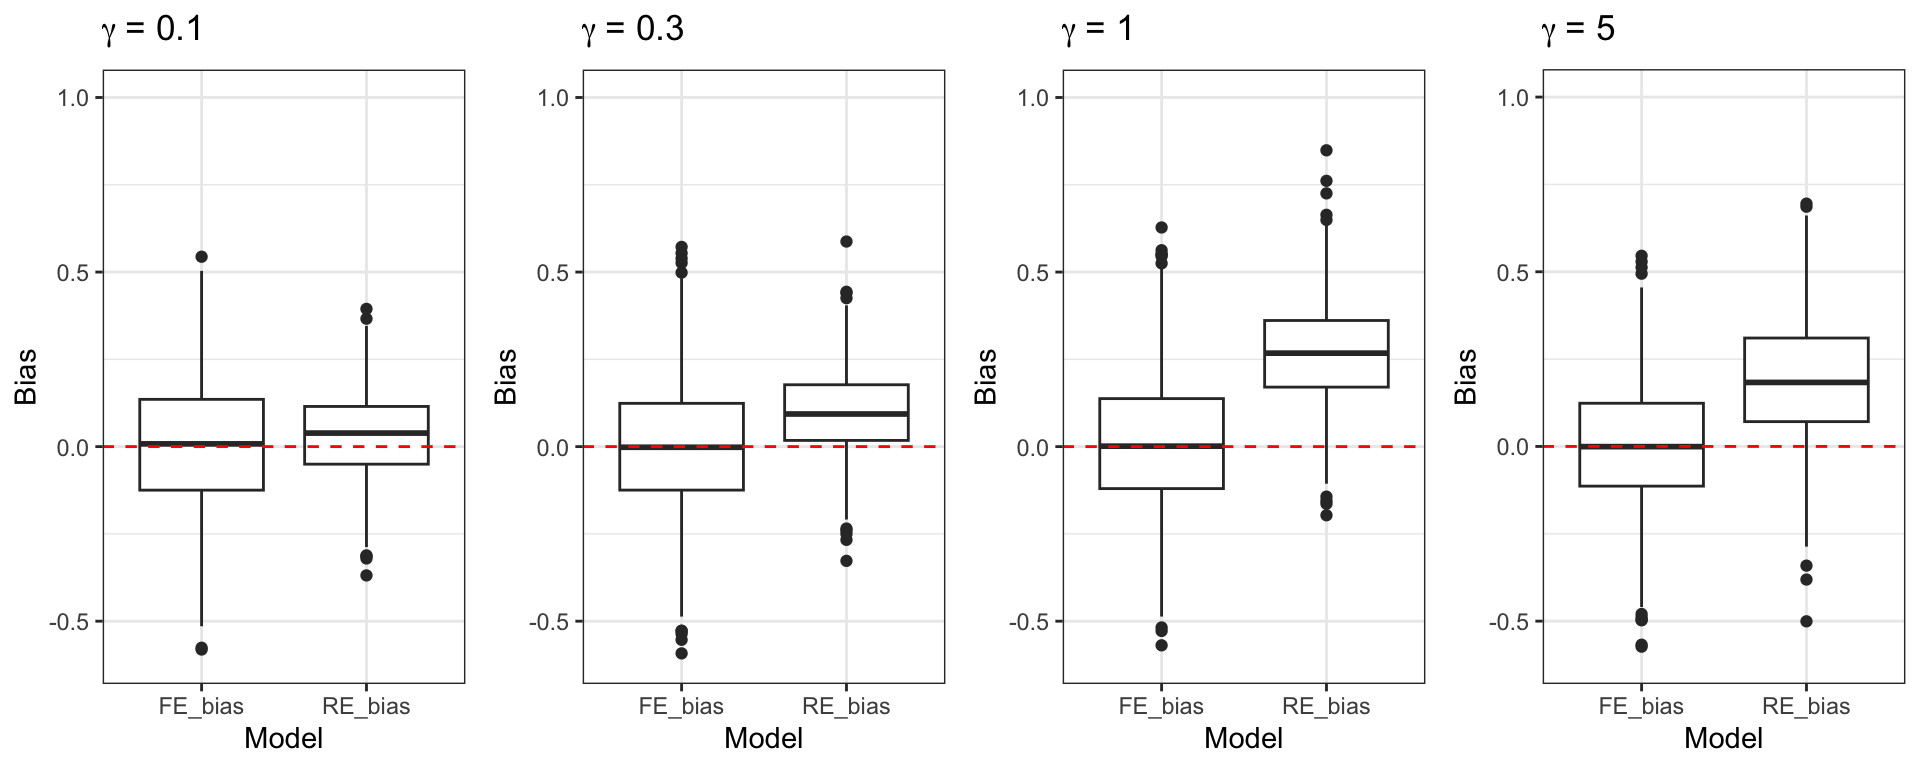 γ = 0.1
1.0
0.5
0.0
-0.5
Bias
FE_bias RE_bias
Model
γ = 0.3
1.0
0.5
0.0
-0.5
Bias
FE_bias RE_bias
Model
γ = 1
1.0
0.5
0.0
-0.5
Bias
FE_bias RE_bias
Model
γ = 5
1.0
0.5
0.0
-0.5
Bias
FE_bias RE_bias
Model